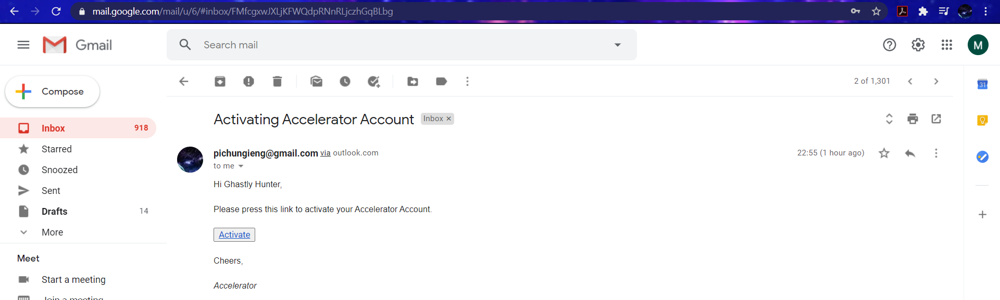 mail.google.com/mail/u/6/#inbox/FMfcgxwJXLjKFWQdpRNnRLjczhGqBLbg
Gmail
Search mail
M
Compose
2 of 1,301
31
Activating Accelerator Account
Inbox ×
Inbox 918
Starred
Snoozed
Sent
Drafts 14
More
Meet
Start a meeting
Join a meeting
pichungieng@gmail.com via outlook.com
22:55 (1 hour ago)
to me
Hi Ghastly Hunter,
Please press this link to activate your Accelerator Account.
Activate
Cheers,
Accelerator